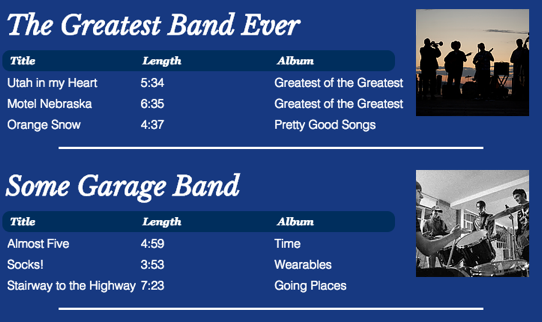 The Greatest Band Ever
Title Length Album
Utah in my Heart 5:34 Greatest of the Greatest
Motel Nebraska 6:35 Greatest of the Greatest
Orange Snow 4:37 Pretty Good Songs
Some Garage Band
Title Length Album
Almost Five 4:59 Time
Socks! 3:53 Wearables
Stairway to the Highway 7:23 Going Places